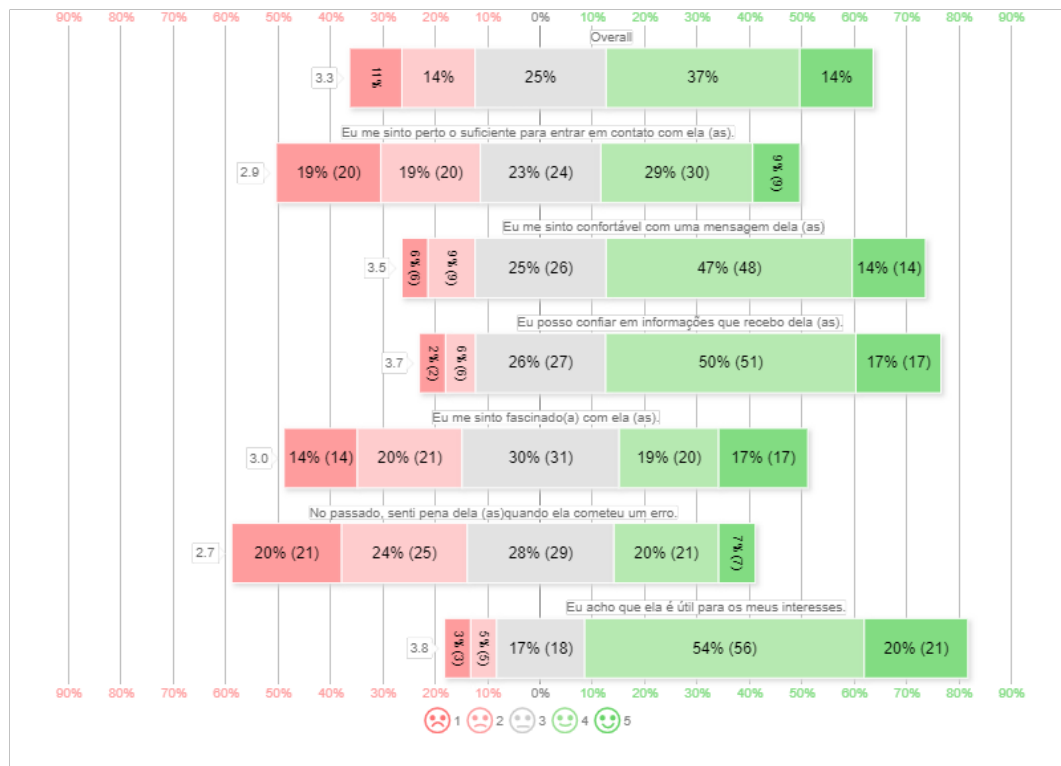 90% 80% 70% 60% 50% 40% 30% 20% 10% 0% 10% 20% 30% 40% 50% 60% 70% 80% 90%
Overall
3.3 11% 14% 25% 37% 14%
Eu me sinto perto o suficiente para entrar em contato com ela (as).
2.9 19% (20) 19% (20) 23% (24) 29% (30) 9% (9)
Eu me sinto confortável com uma mensagem dela (as)
3.5 6% (6) 9% (9) 25% (26) 47% (48) 14% (14)
Eu posso confiar em informações que recebo dela (as).
3.7 2% (2) 6% (6) 26% (27) 50% (51) 17% (17)
Eu me sinto fascinado(a) com ela (as).
3.0 14% (14) 20% (21) 30% (31) 19% (20) 17% (17)
No passado, senti pena dela (as)quando ela cometeu um erro.
2.7 20% (21) 24% (25) 28% (29) 20% (21) 7% (7)
Eu acho que ela é útil para os meus interesses.
3.8 3% (3) 5% (5) 17% (18) 54% (56) 20% (21)
90% 80% 70% 60% 50% 40% 30% 20% 10% 0% 10% 20% 30% 40% 50% 60% 70% 80% 90%
1 2 3 4 5